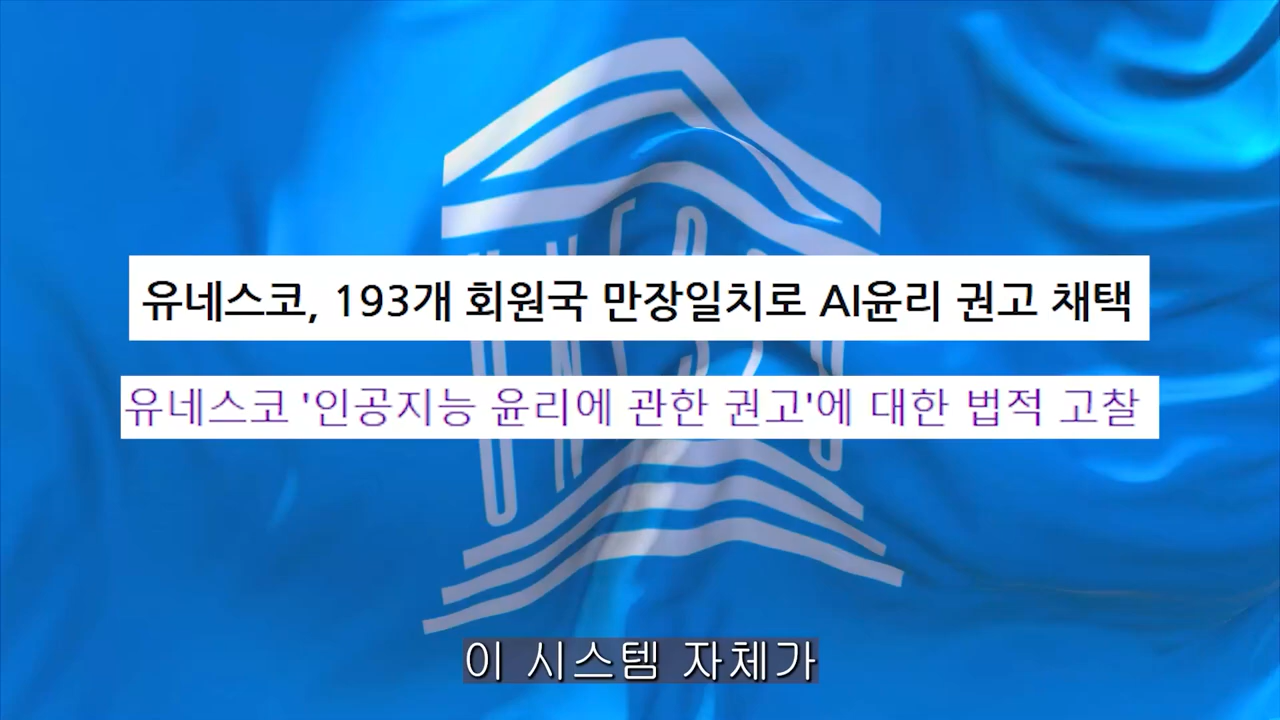 유네스코, 193개 회원국 만장일치로 AI윤리 권고 채택
유네스코 '인공지능 윤리에 관한 권고'에 대한 법적 고찰
이 시스템 자체가